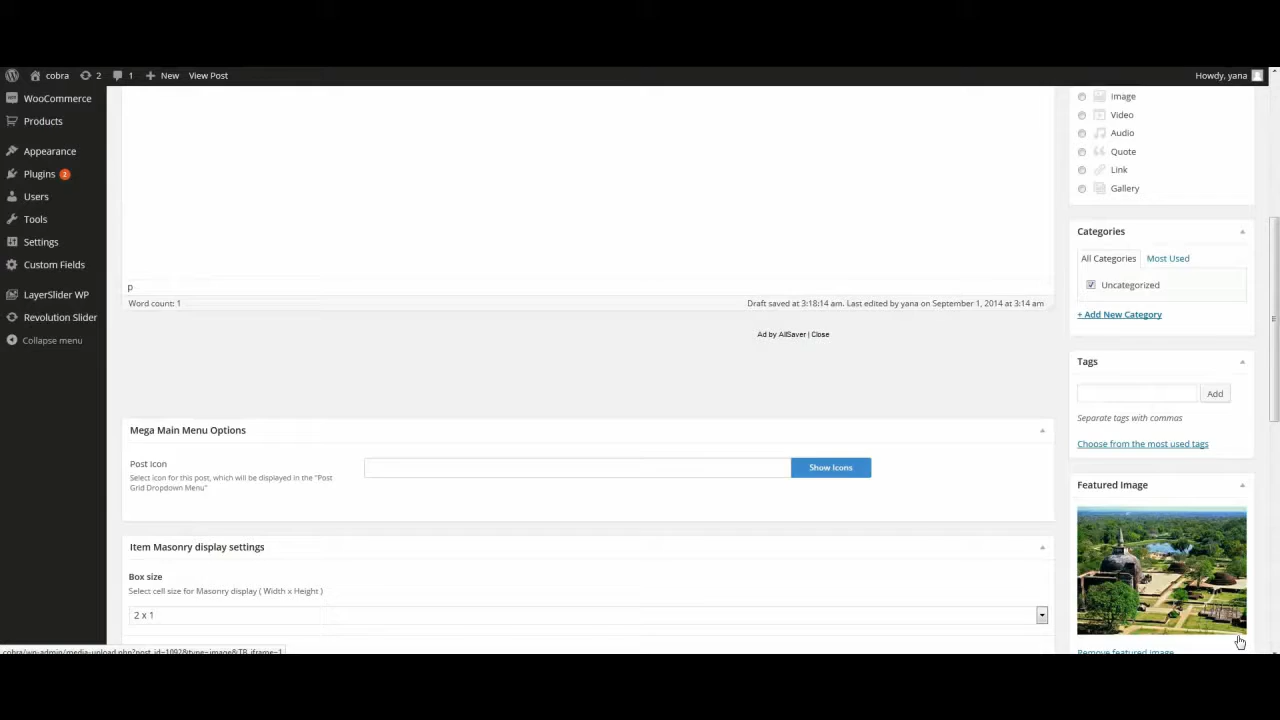 cobra 2 1 New View Post Howdy, yana
WooCommerce
Products
Appearance
Plugins 2
Users
Tools
Settings
Custom Fields
LayerSlider WP
Revolution Slider
Collapse menu
p
Word count: 1 Draft saved at 3:18:14 am. Last edited by yana on September 1, 2014 at 3:14 am
Ad by AllSaver | Close
Mega Main Menu Options
Post Icon
Select icon for this post, which will be displayed in the "Post
Grid Dropdown Menu"
Show Icons
Item Masonry display settings
Box size
Select cell size for Masonry display ( Width x Height )
2 x 1
Image
Video
Audio
Quote
Link
Gallery
Categories
All Categories Most Used
Uncategorized
+ Add New Category
Tags
Add
Separate tags with commas
Choose from the most used tags
Featured Image
Remove featured image
cobra/wp-admin/media-upload.php?post_id=1092&type=image&TB_iframe=1